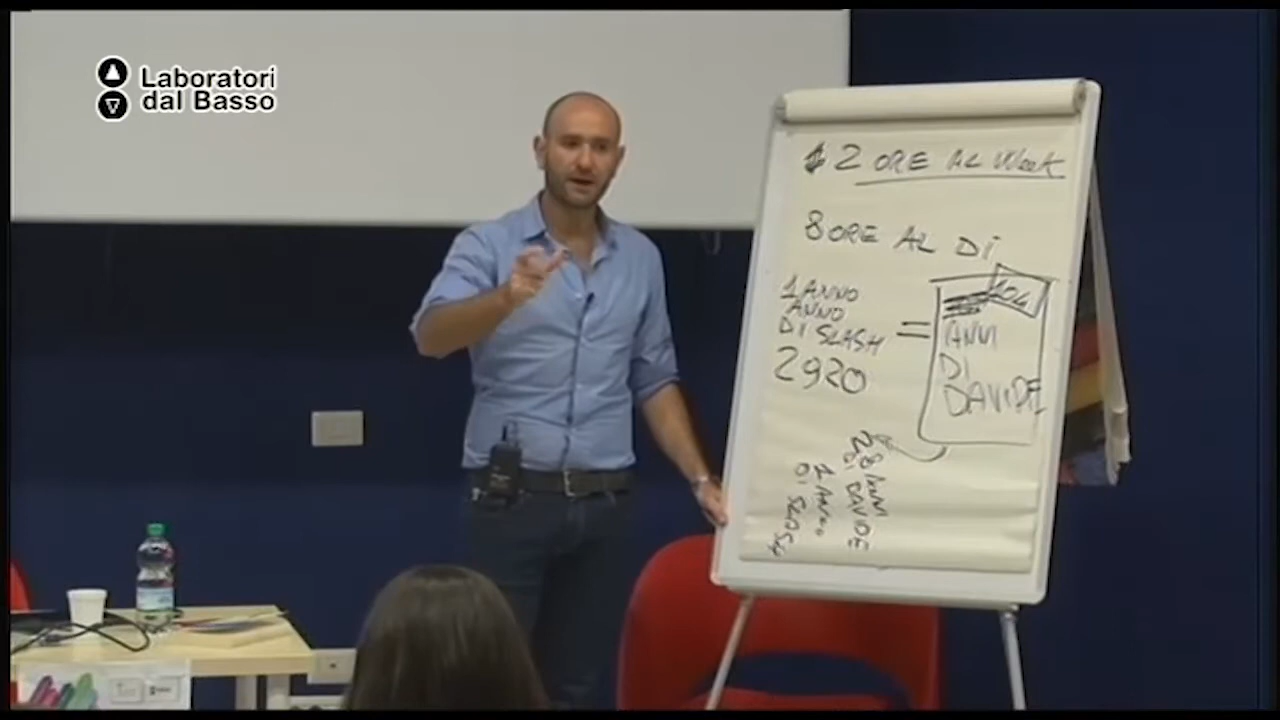 Laboratori
dal Basso
2 ORE AL Week
8 ORE AL DÌ
1 ANNO
ANNO
DI SLASH
2920
=
ANNI
DI
DAVIDE
28 ANNI
DI DAVIDE
1 ANNO
DI SLASH